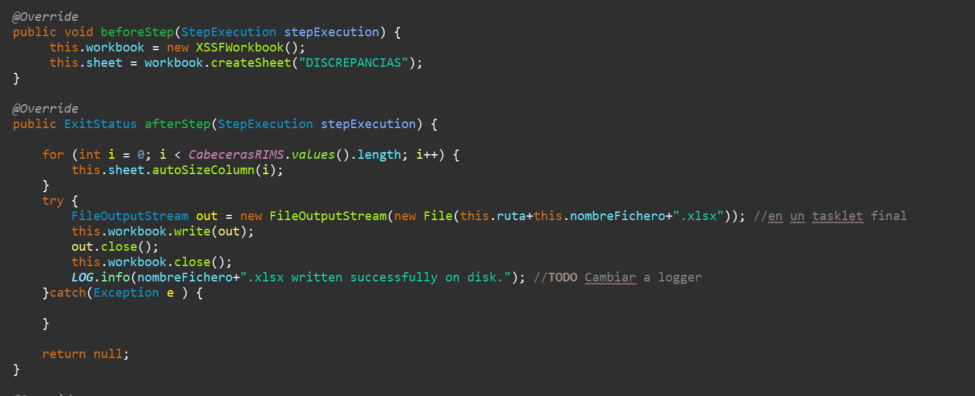 @Override
public void beforeStep(StepExecution stepExecution) {
this.workbook = new XSSFWorkbook();
this.sheet = workbook.createSheet("DISCREPANCIAS");
}
@Override
public ExitStatus afterStep(StepExecution stepExecution) {
for (int i = 0; i < CabecerasRIMS.values().length; i++) {
this.sheet.autoSizeColumn(i);
}
try {
FileOutputStream out = new FileOutputStream(new File(this.ruta+this.nombreFichero+".xlsx")); //en un tasklet final
this.workbook.write(out);
out.close();
this.workbook.close();
LOG.info(nombreFichero+".xlsx written successfully on disk."); //TODO Cambiar a logger
}catch(Exception e ) {
}
return null;
}